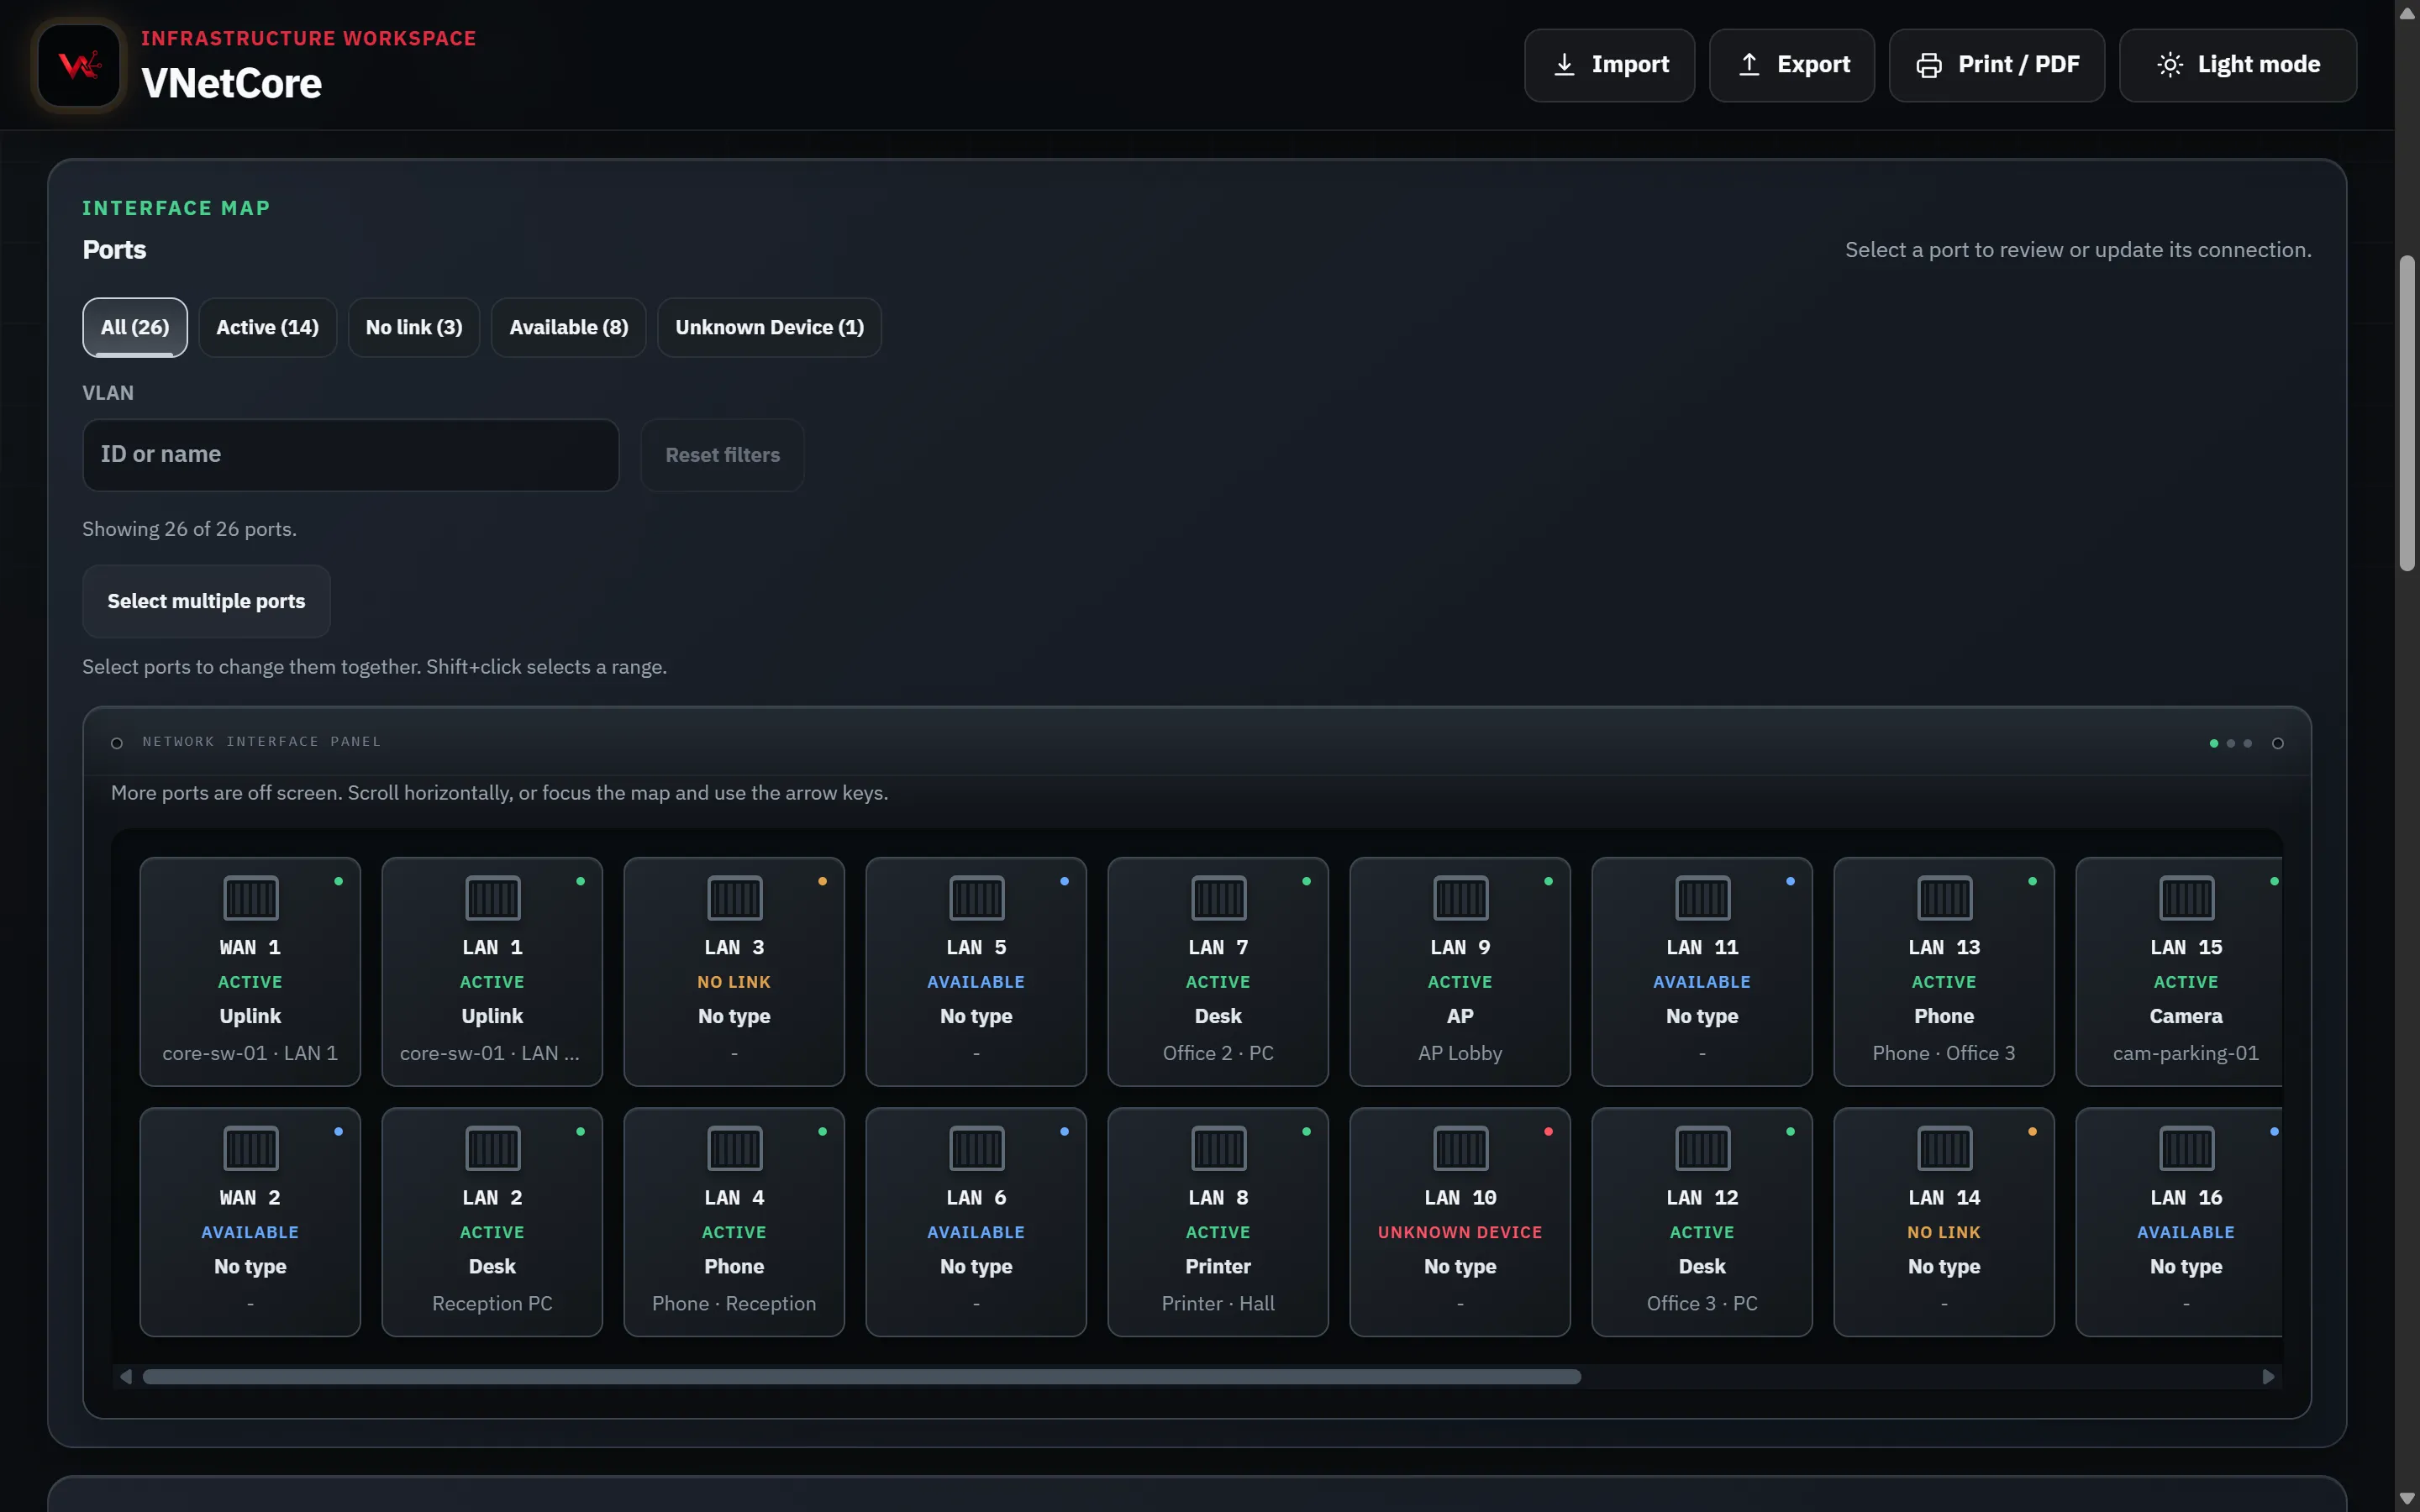 INFRASTRUCTURE WORKSPACE
VNetCore
Import
Export
Print / PDF
Light mode
INTERFACE MAP
Ports
Select a port to review or update its connection.
All (26)
Active (14)
No link (3)
Available (8)
Unknown Device (1)
VLAN
ID or name
Reset filters
Showing 26 of 26 ports.
Select multiple ports
Select ports to change them together. Shift+click selects a range.
NETWORK INTERFACE PANEL
More ports are off screen. Scroll horizontally, or focus the map and use the arrow keys.
WAN 1
ACTIVE
Uplink
core-sw-01 · LAN 1
LAN 1
ACTIVE
Uplink
core-sw-01 · LAN ...
LAN 3
NO LINK
No type
-
LAN 5
AVAILABLE
No type
-
LAN 7
ACTIVE
Desk
Office 2 · PC
LAN 9
ACTIVE
AP
AP Lobby
LAN 11
AVAILABLE
No type
-
LAN 13
ACTIVE
Phone
Phone · Office 3
LAN 15
ACTIVE
Camera
cam-parking-01
WAN 2
AVAILABLE
No type
-
LAN 2
ACTIVE
Desk
Reception PC
LAN 4
ACTIVE
Phone
Phone · Reception
LAN 6
AVAILABLE
No type
-
LAN 8
ACTIVE
Printer
Printer · Hall
LAN 10
UNKNOWN DEVICE
No type
-
LAN 12
ACTIVE
Desk
Office 3 · PC
LAN 14
NO LINK
No type
-
LAN 16
AVAILABLE
No type
-